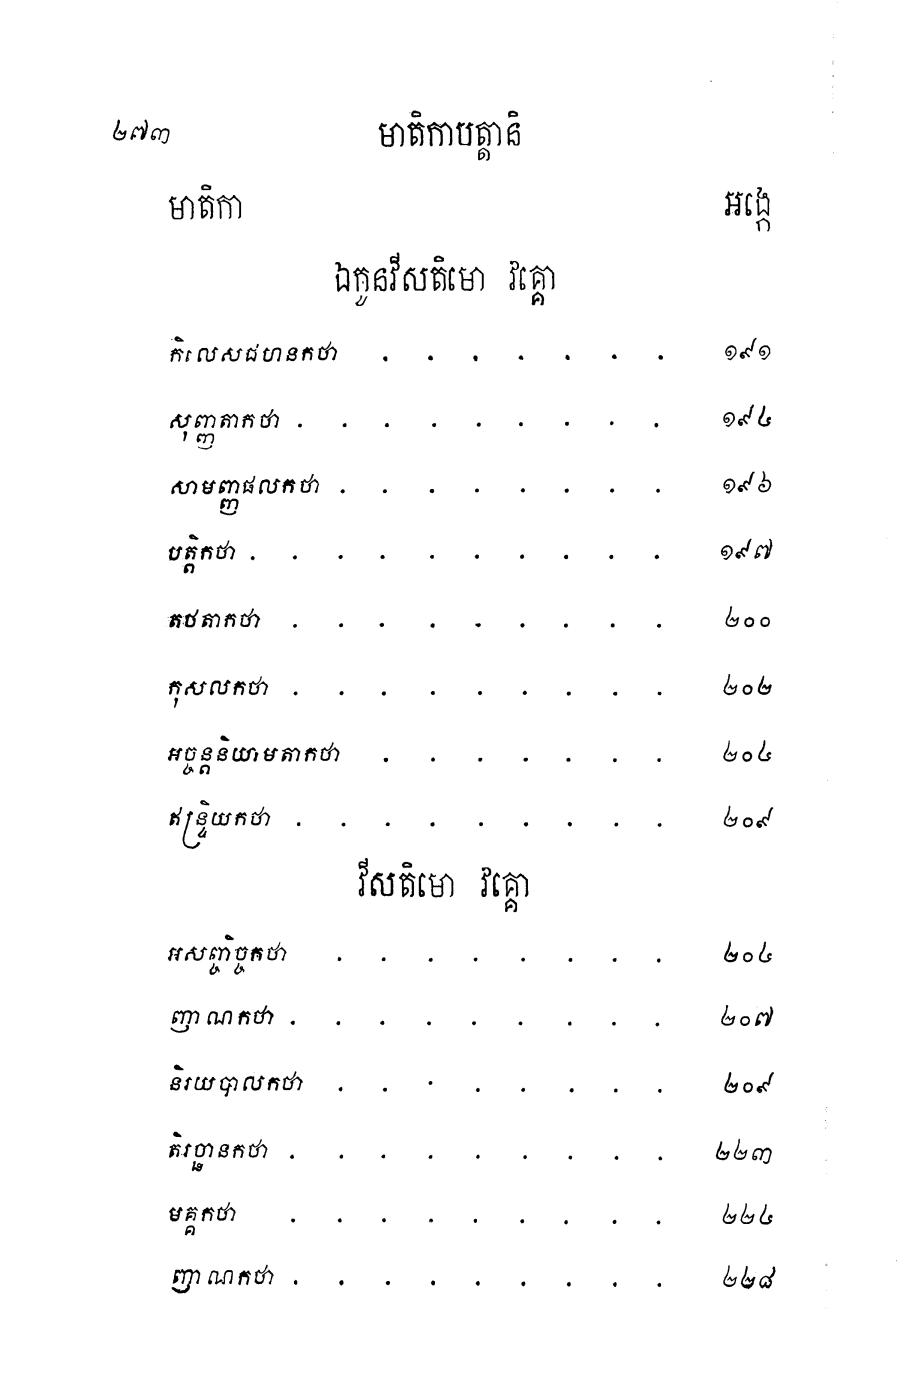 ២៧៣ មាតិកាបត្តានិ
មាតិកា អង្កេ
ឯកូនវីសតិមោ វគ្គោ
កិលេសជហនកថា . . . . . . . ១៩១
សុញ្ញតាកថា . . . . . . . . . ១៩៤
សាមញ្ញផលកថា . . . . . . . . ១៩៦
បត្តិកថា . . . . . . . . . . ១៩៧
តថតាកថា . . . . . . . . . ២០០
កុសលកថា . . . . . . . . . ២០២
អច្ចន្តនិយាមតាកថា . . . . . . . ២០៤
ឥន្ទ្រិយកថា . . . . . . . . . ២០៩
វីសតិមោ វគ្គោ
អសញ្ចិច្ចកថា . . . . . . . . ២០៤
ញាណកថា . . . . . . . . . ២០៧
និរយបាលកថា . . . . . . . . ២០៩
តិរច្ឆានកថា . . . . . . . . . ២២៣
មគ្គកថា . . . . . . . . . ២២៤
ញាណកថា . . . . . . . . . ២២៨